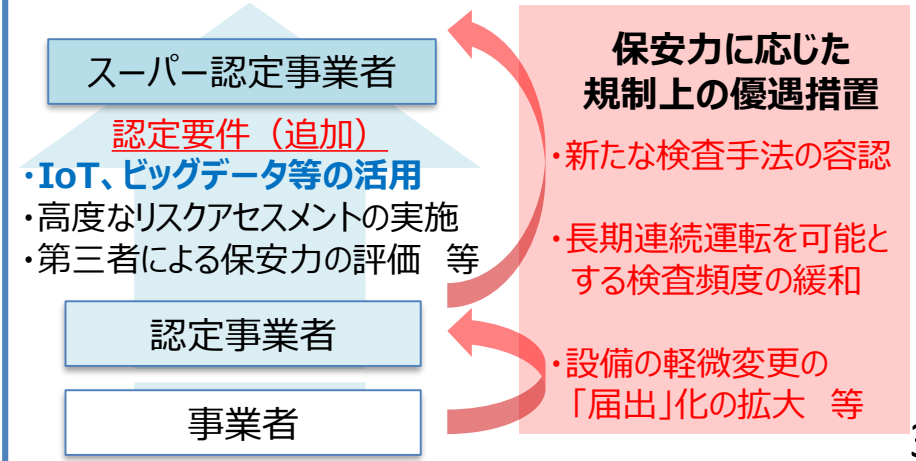 スーパー認定事業者
認定要件（追加）
・IoT、ビッグデータ等の活用
・高度なリスクアセスメントの実施
・第三者による保安力の評価　等
認定事業者
事業者
保安力に応じた
規制上の優遇措置
・新たな検査手法の容認
・長期連続運転を可能と
する検査頻度の緩和
・設備の軽微変更の
「届出」化の拡大　等